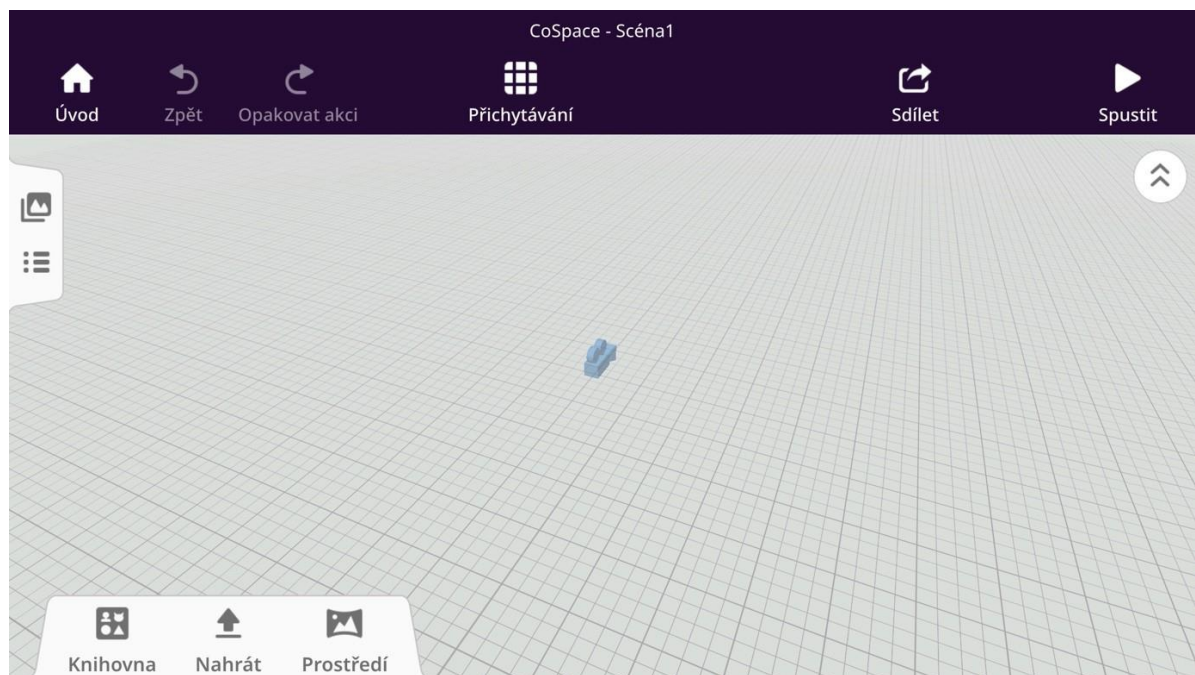 CoSpace - Scéna1
Úvod
Zpět
Opakovat akci
Přichytávání
Sdílet
Spustit
Knihovna
Nahrát
Prostředí